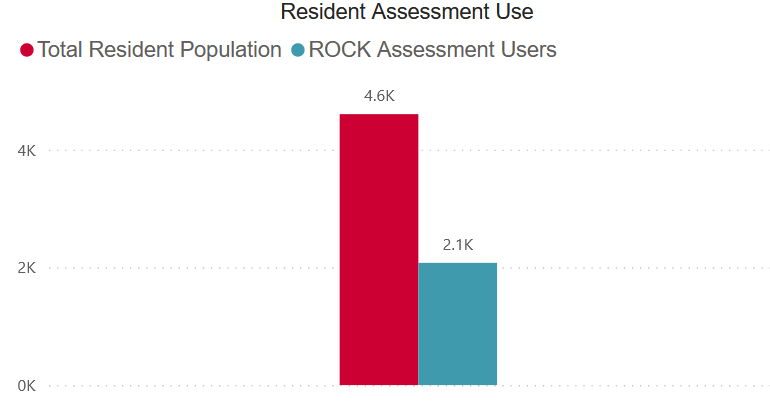 Resident Assessment Use
Total Resident Population ROCK Assessment Users
4.6K
4K
2.1K
2K
0K